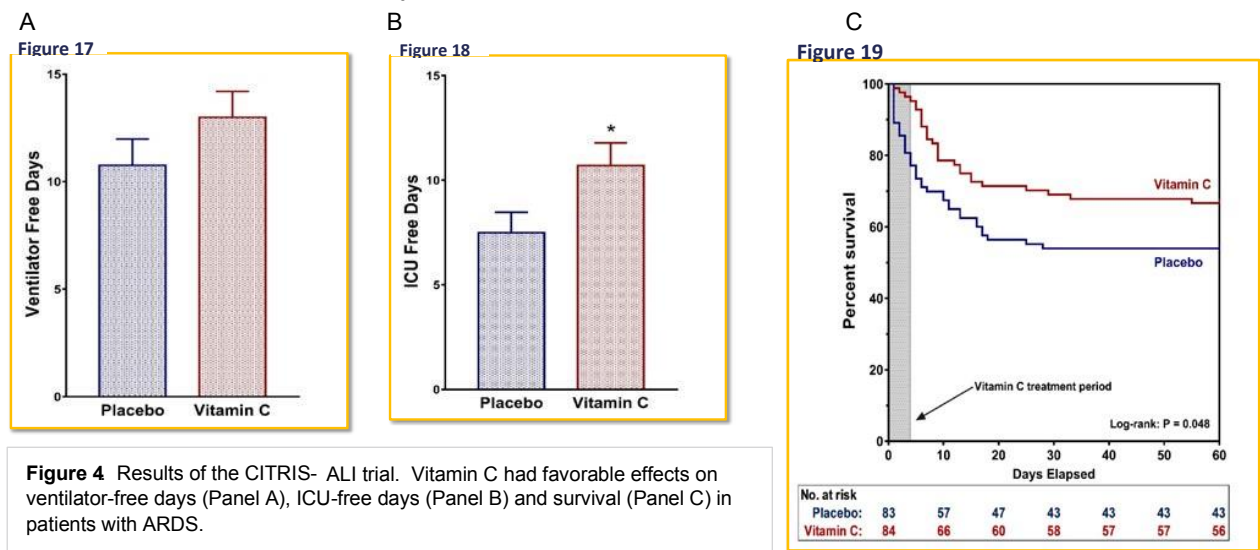 A
Figure 17
15
10
5
0
Ventilator Free Days
Placebo Vitamin C
B
Figure 18
15
10
5
0
ICU Free Days
*
Placebo Vitamin C
C
Figure 19
100
80
60
40
20
0
Percent survival
Vitamin C
Placebo
Vitamin C treatment period
Log-rank: P = 0.048
0 10 20 30 40 50 60
Days Elapsed
No. at risk
Placebo: 83 57 47 43 43 43 43
Vitamin C: 84 66 60 58 57 57 56
Figure 4 Results of the CITRIS- ALI trial. Vitamin C had favorable effects on
ventilator-free days (Panel A), ICU-free days (Panel B) and survival (Panel C) in
patients with ARDS.